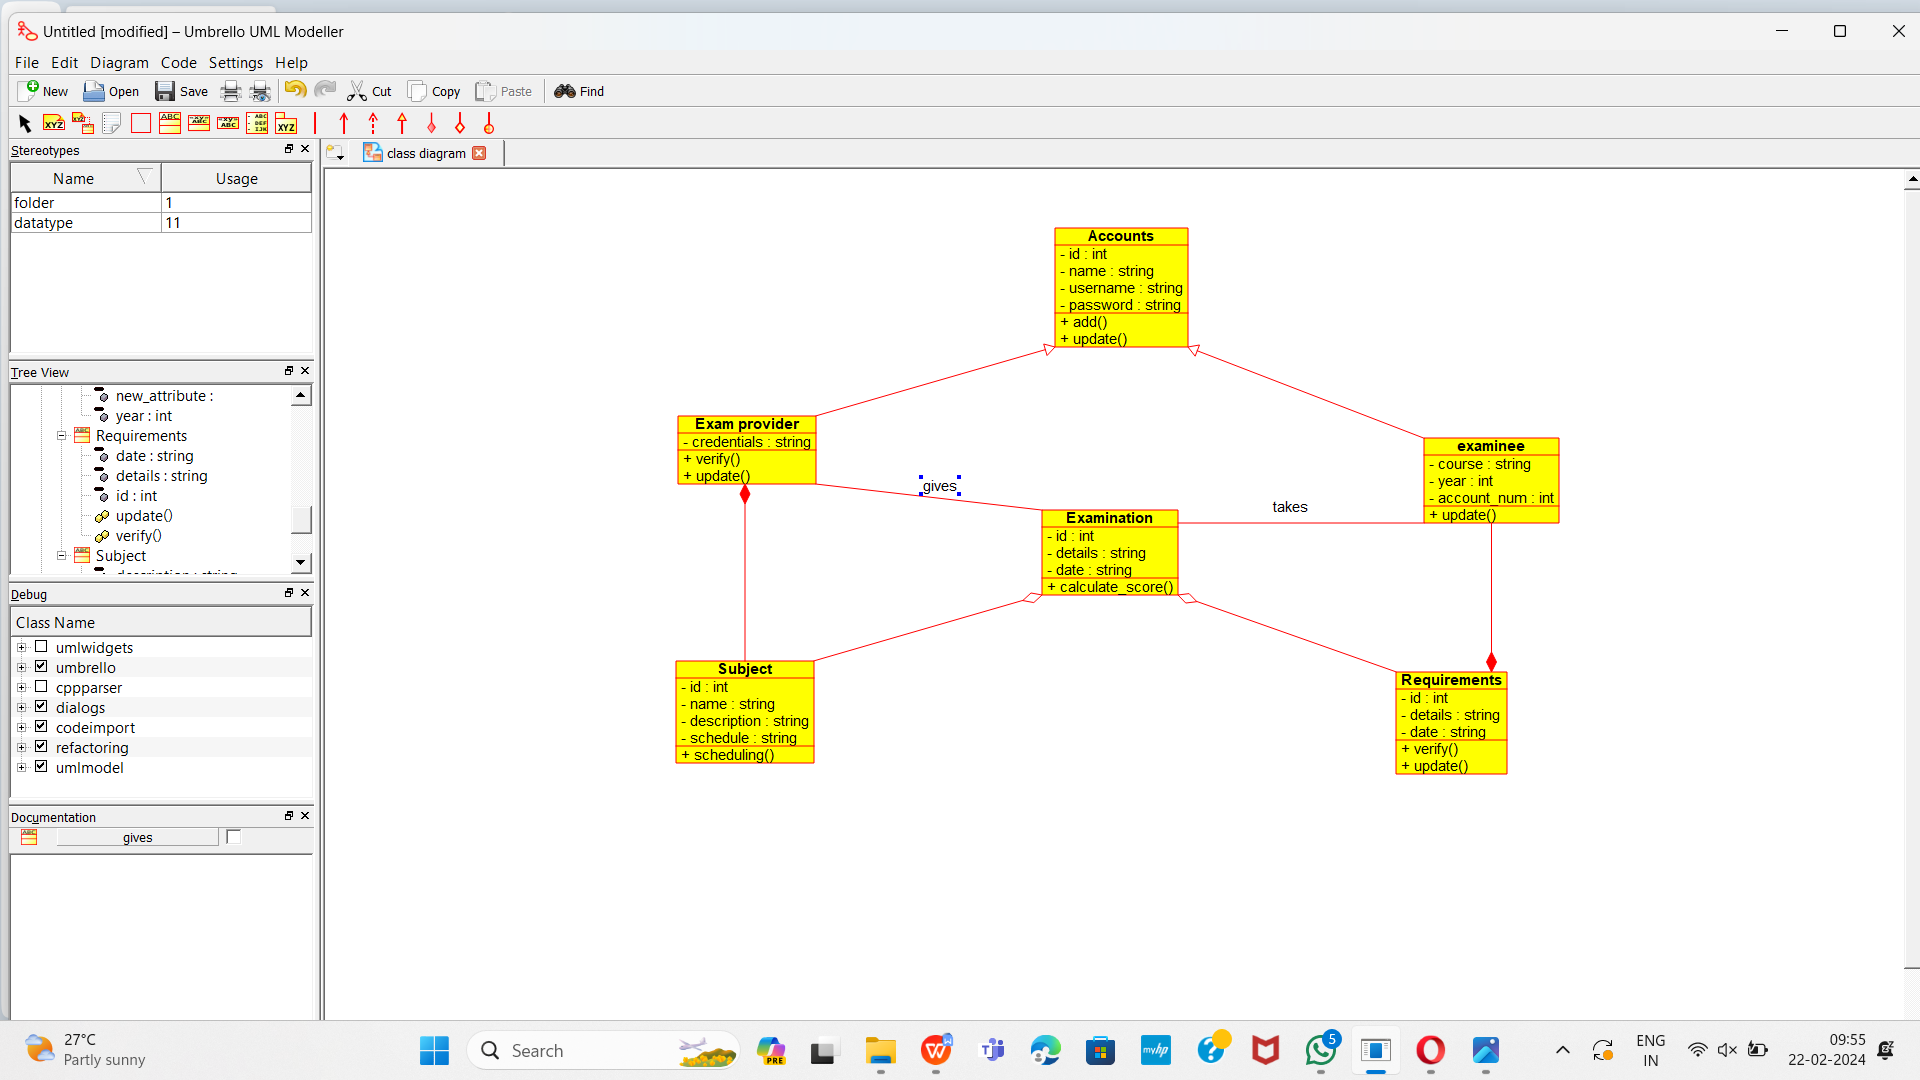 Untitled [modified] – Umbrello UML Modeller
File Edit Diagram Code Settings Help
New Open Save Cut Copy Paste Find
Stereotypes
Name Usage
folder 1
datatype 11
Tree View
new_attribute :
year : int
Requirements
date : string
details : string
id : int
update()
verify()
Subject
description : string
Debug
Class Name
umlwidgets
umbrello
cppparser
dialogs
codeimport
refactoring
umlmodel
Documentation
gives
class diagram
Accounts
- id : int
- name : string
- username : string
- password : string
+ add()
+ update()
Exam provider
- credentials : string
+ verify()
+ update()
gives
Examination
- id : int
- details : string
- date : string
+ calculate_score()
takes
examinee
- course : string
- year : int
- account_num : int
+ update()
Subject
- id : int
- name : string
- description : string
- schedule : string
+ scheduling()
Requirements
- id : int
- details : string
- date : string
+ verify()
+ update()
27°C
Partly sunny
Search
PRE
myhp
5
ENG
IN
09:55
22-02-2024